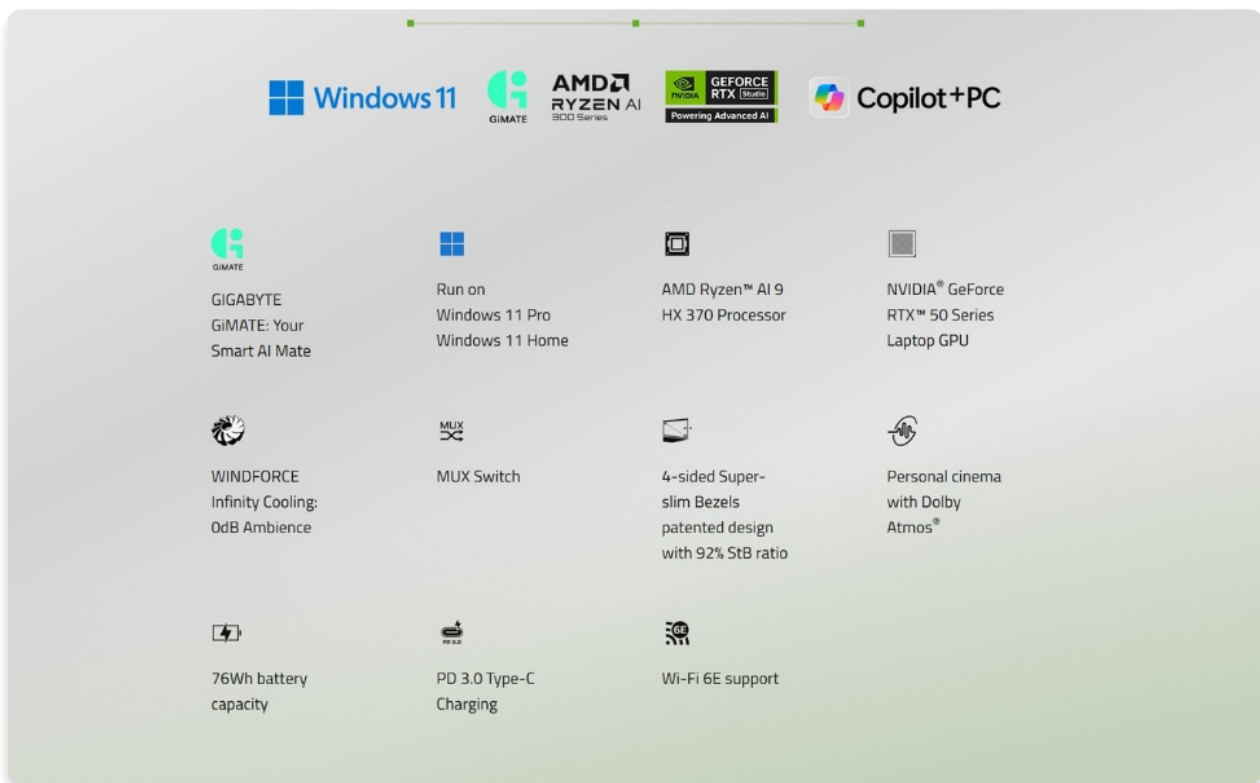 Windows 11
GiMATE
AMD
RYZEN AI
300 Series
NVIDIA
GEFORCE
RTX Studio
Powering Advanced AI
Copilot+PC
GiMATE
GIGABYTE
GiMATE: Your
Smart AI Mate
Run on
Windows 11 Pro
Windows 11 Home
AMD Ryzen™ AI 9
HX 370 Processor
NVIDIA® GeForce
RTX™ 50 Series
Laptop GPU
WINDFORCE
Infinity Cooling:
0dB Ambience
MUX
MUX Switch
4-sided Super-
slim Bezels
patented design
with 92% StB ratio
Personal cinema
with Dolby
Atmos®
76Wh battery
capacity
PD 3.0
PD 3.0 Type-C
Charging
6E
Wi-Fi 6E support